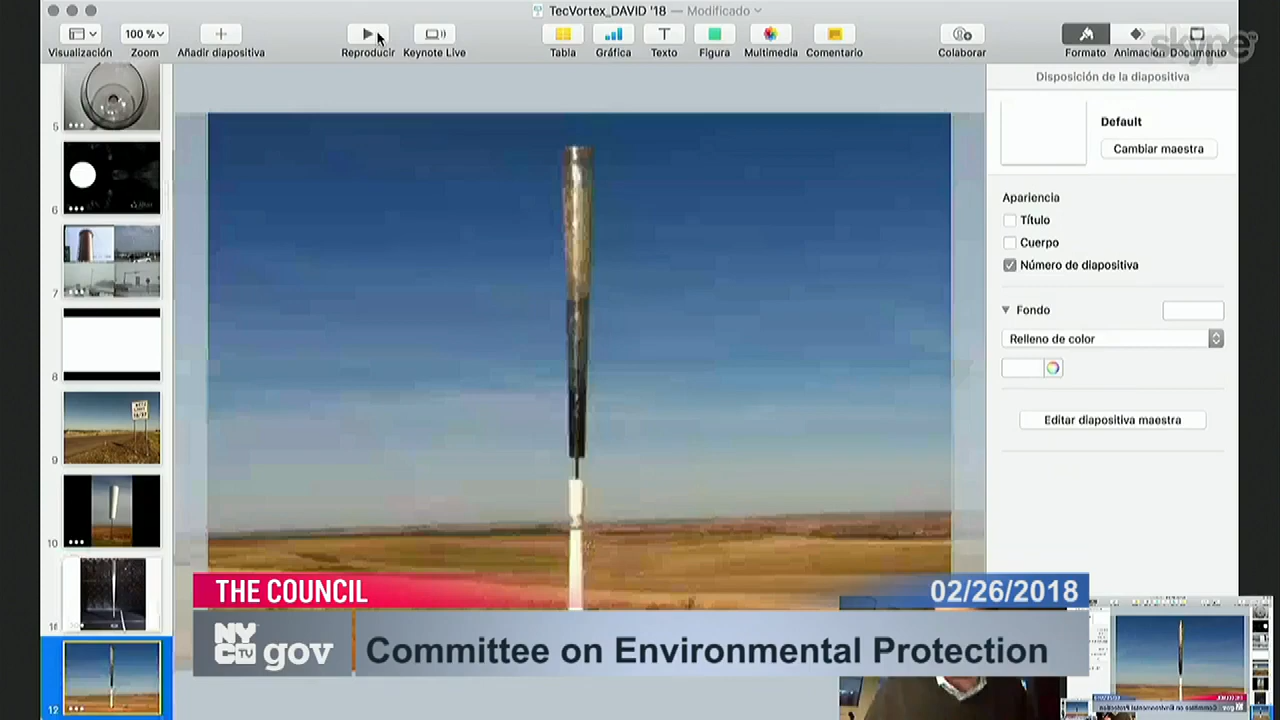 TecVortex_DAVID '18 — Modificado
100 %
Visualización Zoom Añadir diapositiva Reproducir Keynote Live Tabla Gráfica Texto Figura Multimedia Comentario Colaborar Formato Animación Documento
skype
Disposición de la diapositiva
Default
Cambiar maestra
Apariencia
Título
Cuerpo
Número de diapositiva
Fondo
Relleno de color
Editar diapositiva maestra
5
6
7
8
9
10
12
THE COUNCIL 02/26/2018
NYC TV gov Committee on Environmental Protection